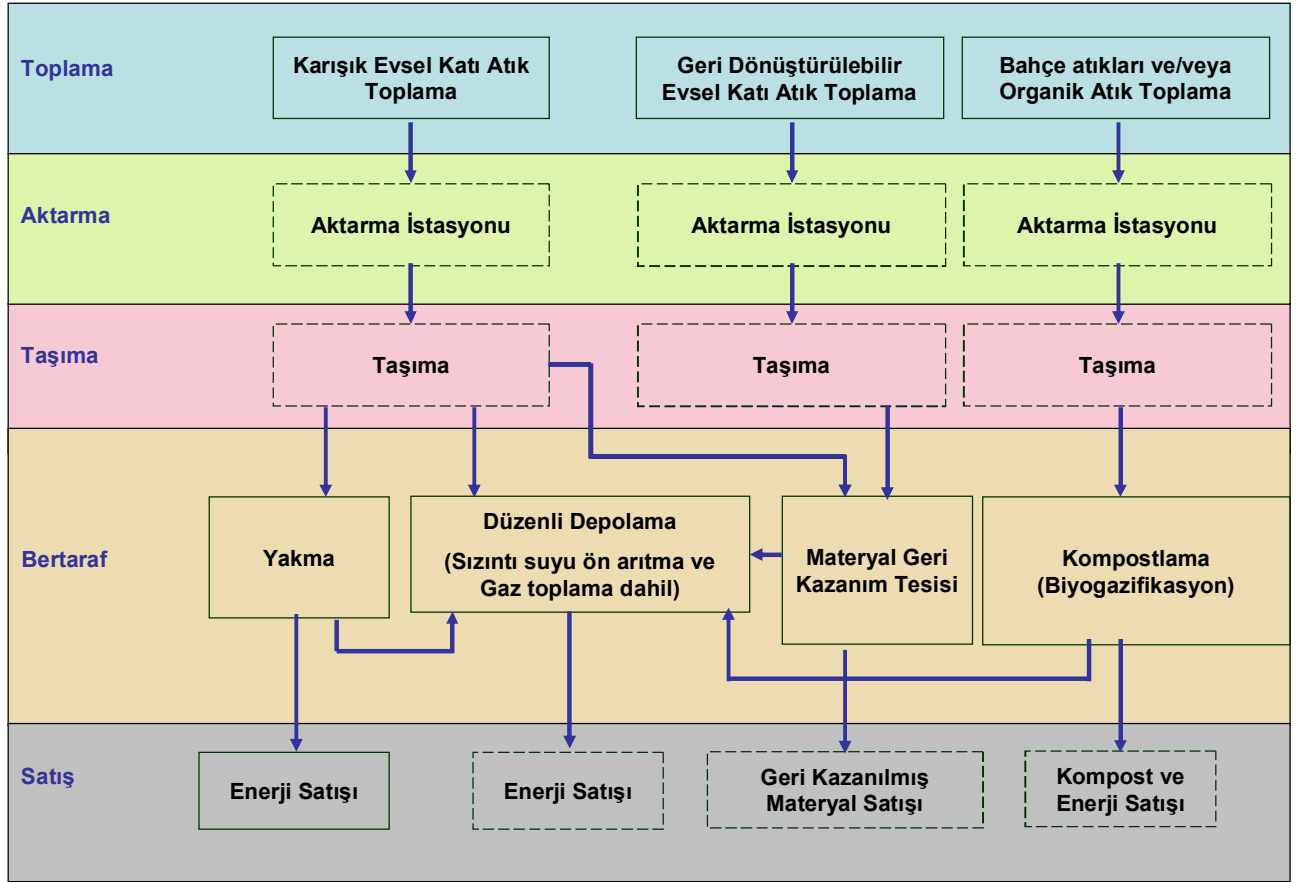 Toplama
Karışık Evsel Katı Atık
Toplama
Geri Dönüştürülebilir
Evsel Katı Atık Toplama
Bahçe atıkları ve/veya
Organik Atık Toplama
Aktarma
Aktarma İstasyonu
Aktarma İstasyonu
Aktarma İstasyonu
Taşıma
Taşıma
Taşıma
Taşıma
Bertaraf
Yakma
Düzenli Depolama
(Sızıntı suyu ön arıtma ve
Gaz toplama dahil)
Materyal Geri
Kazanım Tesisi
Kompostlama
(Biyogazifikasyon)
Satış
Enerji Satışı
Enerji Satışı
Geri Kazanılmış
Materyal Satışı
Kompost ve
Enerji Satışı